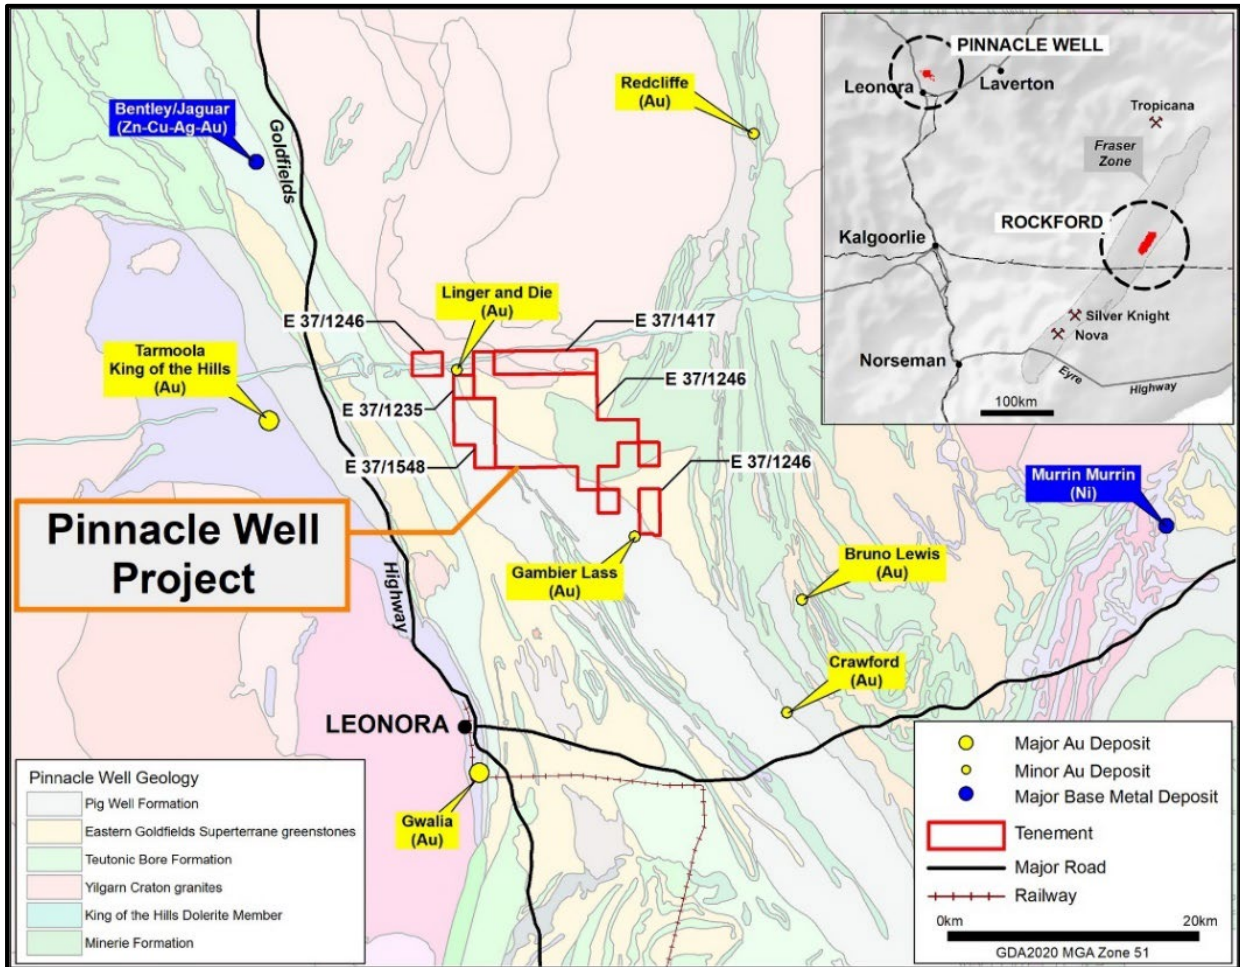 Redcliffe
(Au)
Bentley/Jaguar
(Zn-Cu-Ag-Au)
Goldfields
Linger and Die
(Au)
E 37/1246
E 37/1417
Tarmoola
King of the Hills
(Au)
E 37/1246
E 37/1235
E 37/1548
E 37/1246
Murrin Murrin
(Ni)
Pinnacle Well
Project
Highway
Gambier Lass
(Au)
Bruno Lewis
(Au)
Crawford
(Au)
LEONORA
Gwalia
(Au)
PINNACLE WELL
Leonora
Laverton
Tropicana
Fraser
Zone
ROCKFORD
Kalgoorlie
Silver Knight
Nova
Norseman
Eyre
Highway
100km
Pinnacle Well Geology
Pig Well Formation
Eastern Goldfields Superterrane greenstones
Teutonic Bore Formation
Yilgarn Craton granites
King of the Hills Dolerite Member
Minerie Formation
Major Au Deposit
Minor Au Deposit
Major Base Metal Deposit
Tenement
Major Road
Railway
0km 20km
GDA2020 MGA Zone 51